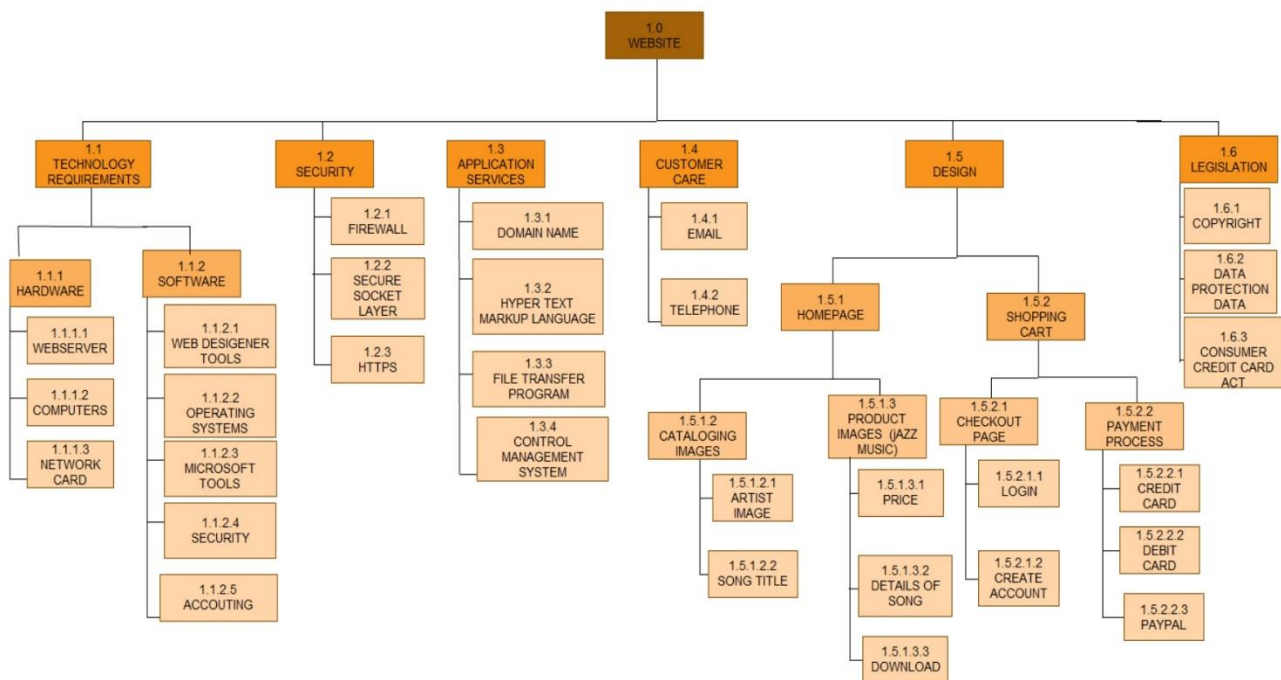 1.0
WEBSITE
1.1
TECHNOLOGY
REQUIREMENTS
1.2
SECURITY
1.3
APPLICATION
SERVICES
1.4
CUSTOMER
CARE
1.5
DESIGN
1.6
LEGISLATION
1.1.1
HARDWARE
1.1.1.1
WEBSERVER
1.1.1.2
COMPUTERS
1.1.1.3
NETWORK
CARD
1.1.2
SOFTWARE
1.1.2.1
WEB DESIGENER
TOOLS
1.1.2.2
OPERATING
SYSTEMS
1.1.2.3
MICROSOFT
TOOLS
1.1.2.4
SECURITY
1.1.2.5
ACCOUTING
1.2.1
FIREWALL
1.2.2
SECURE
SOCKET
LAYER
1.2.3
HTTPS
1.3.1
DOMAIN NAME
1.3.2
HYPER TEXT
MARKUP LANGUAGE
1.3.3
FILE TRANSFER
PROGRAM
1.3.4
CONTROL
MANAGEMENT
SYSTEM
1.4.1
EMAIL
1.4.2
TELEPHONE
1.5.1
HOMEPAGE
1.5.1.2
CATALOGING
IMAGES
1.5.1.2.1
ARTIST
IMAGE
1.5.1.2.2
SONG TITLE
1.5.1.3
PRODUCT
IMAGES (jAZZ
MUSIC)
1.5.1.3.1
PRICE
1.5.1.3.2
DETAILS OF
SONG
1.5.1.3.3
DOWNLOAD
1.5.2
SHOPPING
CART
1.5.2.1
CHECKOUT
PAGE
1.5.2.1.1
LOGIN
1.5.2.1.2
CREATE
ACCOUNT
1.5.2.2
PAYMENT
PROCESS
1.5.2.2.1
CREDIT
CARD
1.5.2.2.2
DEBIT
CARD
1.5.2.2.3
PAYPAL
1.6.1
COPYRIGHT
1.6.2
DATA
PROTECTION
DATA
1.6.3
CONSUMER
CREDIT CARD
ACT